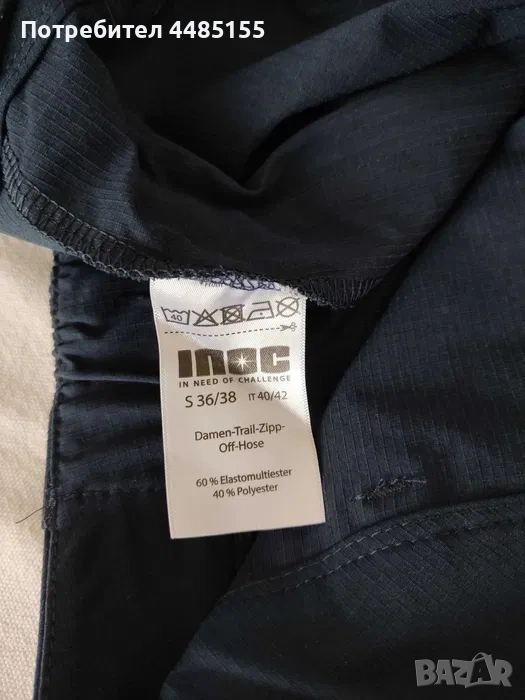 Потребител 4485155
40
INOC
IN NEED OF CHALLENGE
S 36/38 IT 40/42
Damen-Trail-Zipp-
Off-Hose
60 % Elastomultiester
40 % Polyester
BAZAR